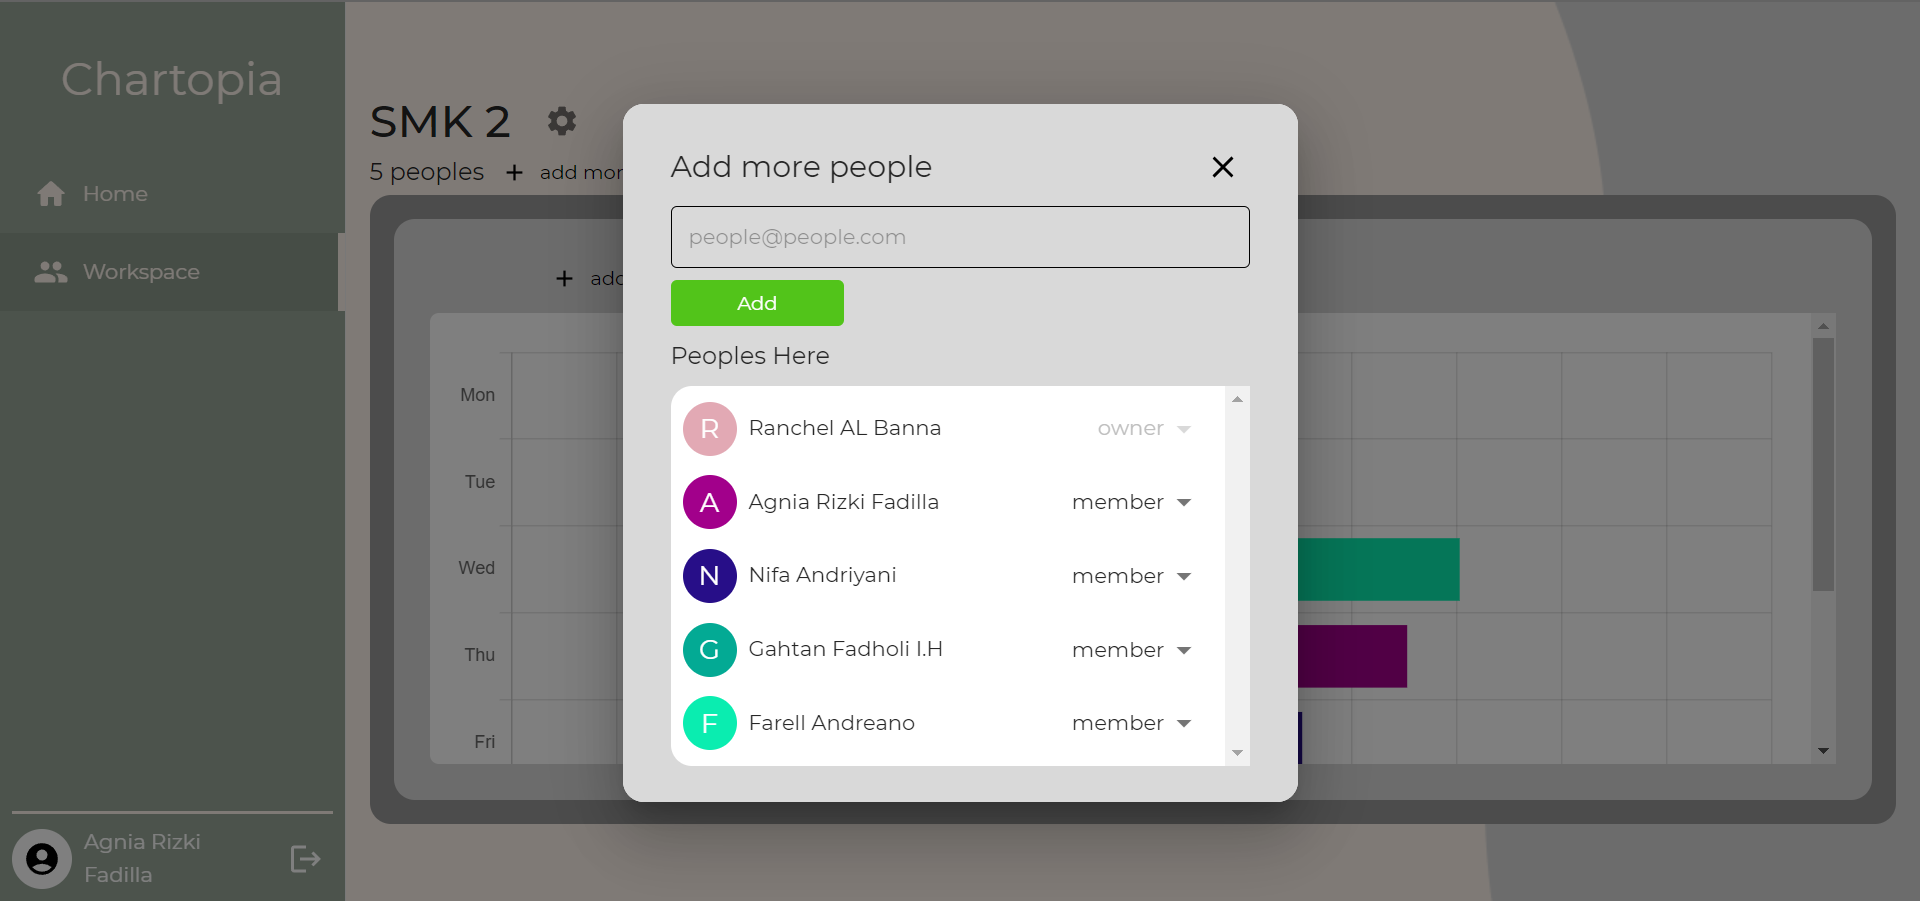 Chartopia
Home
Workspace
Agnia Rizki
Fadilla
SMK 2
5 peoples + add mor
+ add
Mon
Tue
Wed
Thu
Fri
Add more people
people@people.com
Add
Peoples Here
R Ranchel AL Banna owner
A Agnia Rizki Fadilla member
N Nifa Andriyani member
G Gahtan Fadholi I.H member
F Farell Andreano member